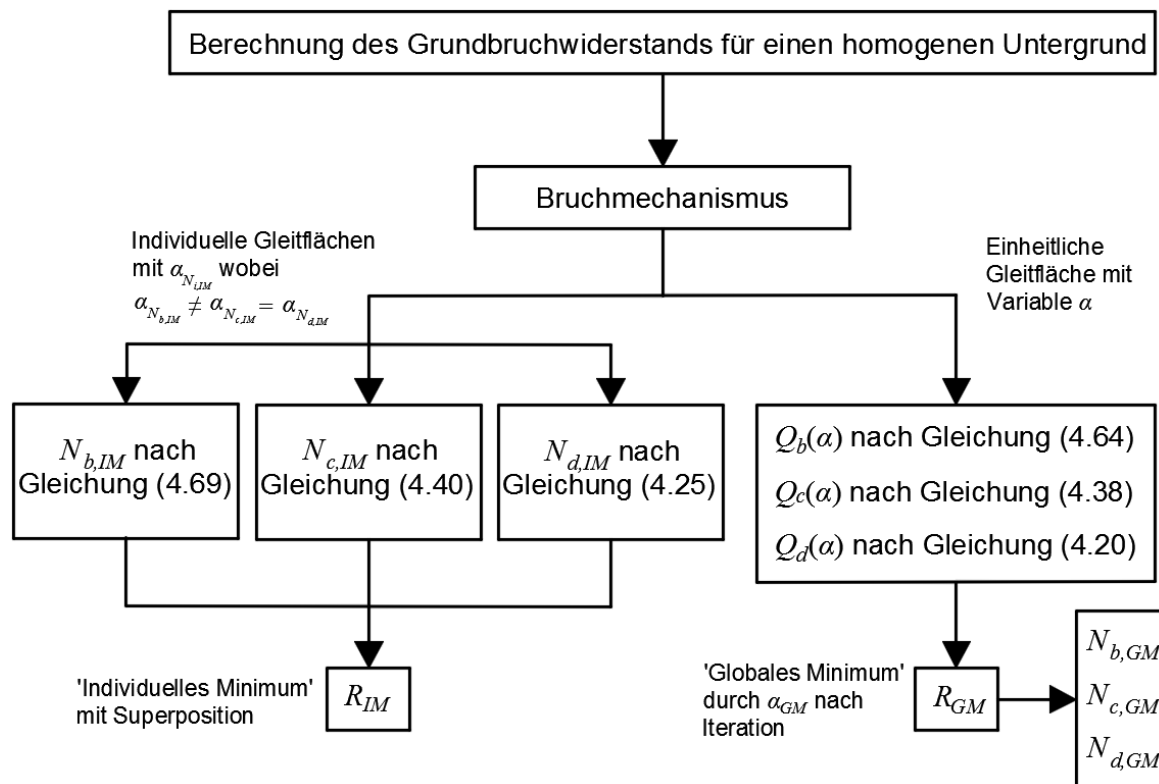 Berechnung des Grundbruchwiderstands für einen homogenen Untergrund
Bruchmechanismus
Individuelle Gleitflächen
mit α_{N_{i,IM}} wobei
α_{N_{b,IM}} ≠ α_{N_{c,IM}} = α_{N_{d,IM}}
Einheitliche
Gleitfläche mit
Variable α
N_{b,IM} nach
Gleichung (4.69)
N_{c,IM} nach
Gleichung (4.40)
N_{d,IM} nach
Gleichung (4.25)
Q_b(α) nach Gleichung (4.64)
Q_c(α) nach Gleichung (4.38)
Q_d(α) nach Gleichung (4.20)
'Individuelles Minimum'
mit Superposition
R_{IM}
'Globales Minimum'
durch α_{GM} nach
Iteration
R_{GM}
N_{b,GM}
N_{c,GM}
N_{d,GM}